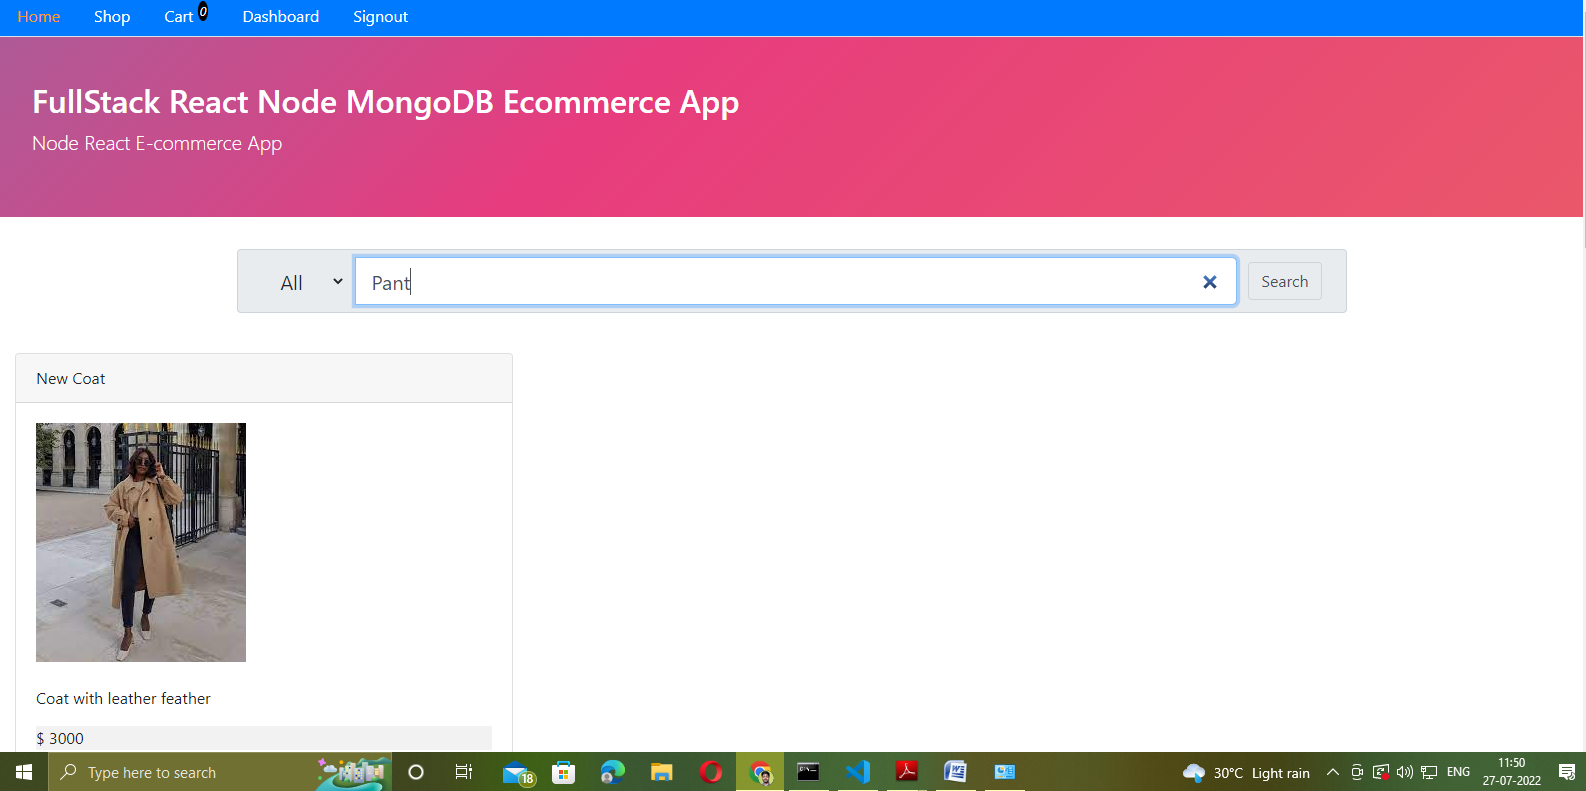 Home Shop Cart 0 Dashboard Signout
FullStack React Node MongoDB Ecommerce App
Node React E-commerce App
All Pant Search
New Coat
Coat with leather feather
$ 3000
Type here to search 18 30°C Light rain ENG 11:50
27-07-2022